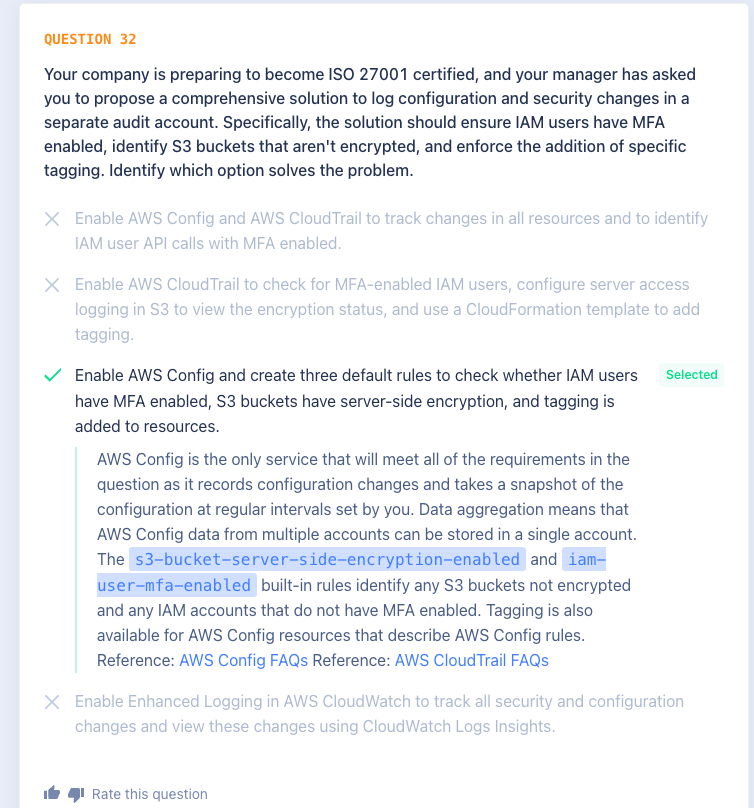 QUESTION 32
Your company is preparing to become ISO 27001 certified, and your manager has asked
you to propose a comprehensive solution to log configuration and security changes in a
separate audit account. Specifically, the solution should ensure IAM users have MFA
enabled, identify S3 buckets that aren't encrypted, and enforce the addition of specific
tagging. Identify which option solves the problem.
Enable AWS Config and AWS CloudTrail to track changes in all resources and to identify
IAM user API calls with MFA enabled.
Enable AWS CloudTrail to check for MFA-enabled IAM users, configure server access
logging in S3 to view the encryption status, and use a CloudFormation template to add
tagging.
Enable AWS Config and create three default rules to check whether IAM users
have MFA enabled, S3 buckets have server-side encryption, and tagging is
added to resources.
Selected
AWS Config is the only service that will meet all of the requirements in the
question as it records configuration changes and takes a snapshot of the
configuration at regular intervals set by you. Data aggregation means that
AWS Config data from multiple accounts can be stored in a single account.
The s3-bucket-server-side-encryption-enabled and iam-
user-mfa-enabled built-in rules identify any S3 buckets not encrypted
and any IAM accounts that do not have MFA enabled. Tagging is also
available for AWS Config resources that describe AWS Config rules.
Reference: AWS Config FAQs Reference: AWS CloudTrail FAQs
Enable Enhanced Logging in AWS CloudWatch to track all security and configuration
changes and view these changes using CloudWatch Logs Insights.
Rate this question